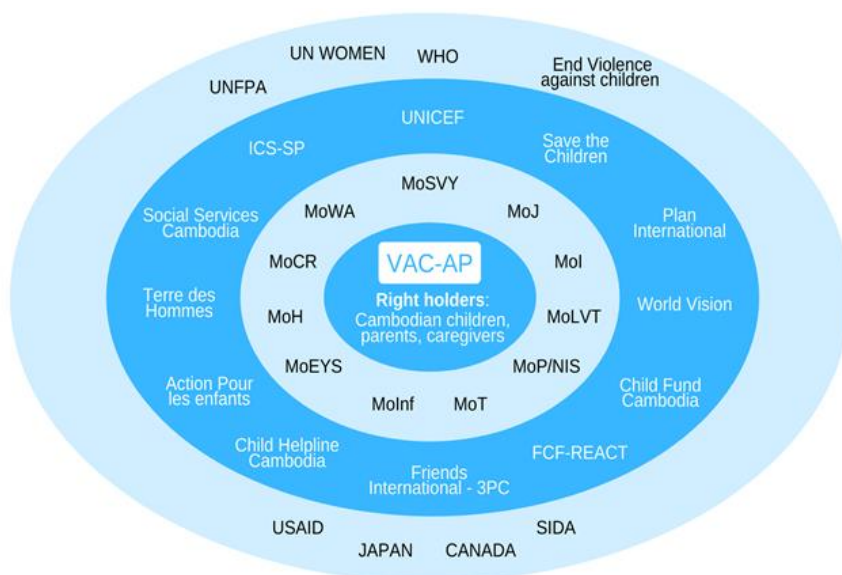 UN WOMEN
WHO
End Violence
against children
UNFPA
UNICEF
ICS-SP
Save the
Children
MoSVY
MoWA
MoJ
Social Services
Cambodia
Plan
International
MoCR
VAC-AP
MoI
Right holders:
Cambodian children,
parents, caregivers
Terre des
Hommes
World Vision
MoH
MoLVT
MoEYS
MoP/NIS
Action Pour
les enfants
Child Fund
Cambodia
MoInf
MoT
Child Helpline
Cambodia
FCF-REACT
Friends
International - 3PC
USAID
SIDA
JAPAN
CANADA